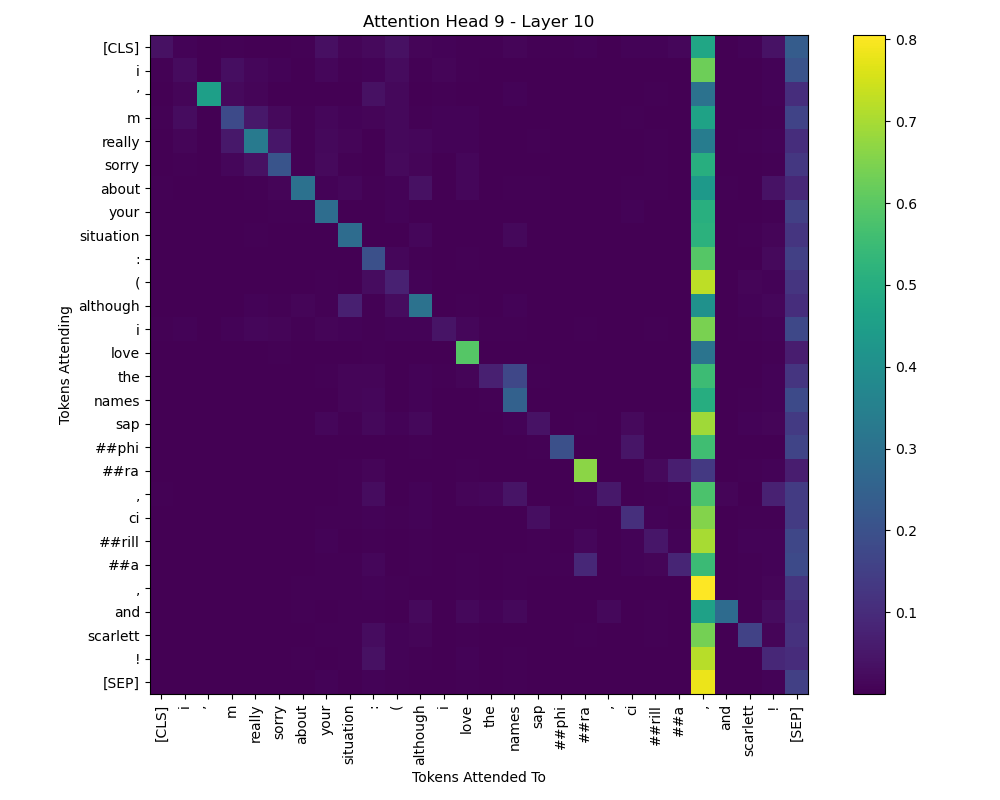 Attention Head 9 - Layer 10
[CLS]
i
’
m
really
sorry
about
your
situation
:
(
although
i
love
the
names
sap
##phi
##ra
,
ci
##rill
##a
,
and
scarlett
!
[SEP]
Tokens Attending
[CLS]
i
’
m
really
sorry
about
your
situation
:
(
although
i
love
the
names
sap
##phi
##ra
,
ci
##rill
##a
,
and
scarlett
!
[SEP]
Tokens Attended To
0.8
0.7
0.6
0.5
0.4
0.3
0.2
0.1